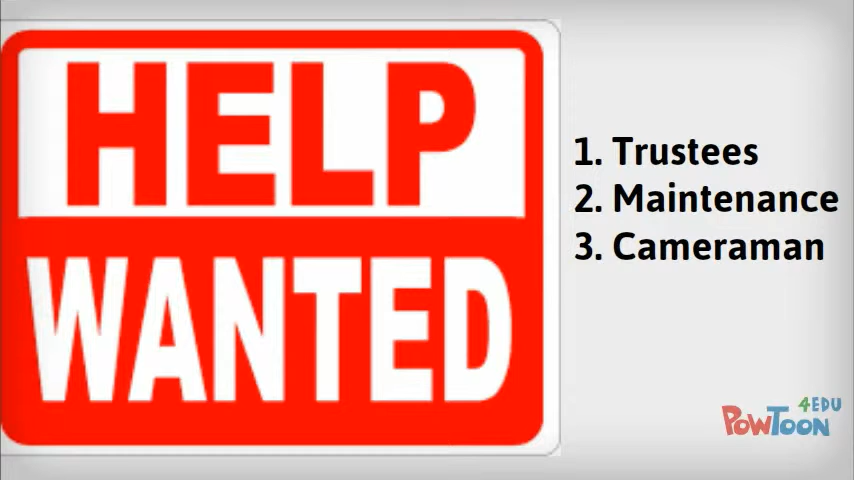 HELP
WANTED
1. Trustees
2. Maintenance
3. Cameraman
4EDU
POWTOON